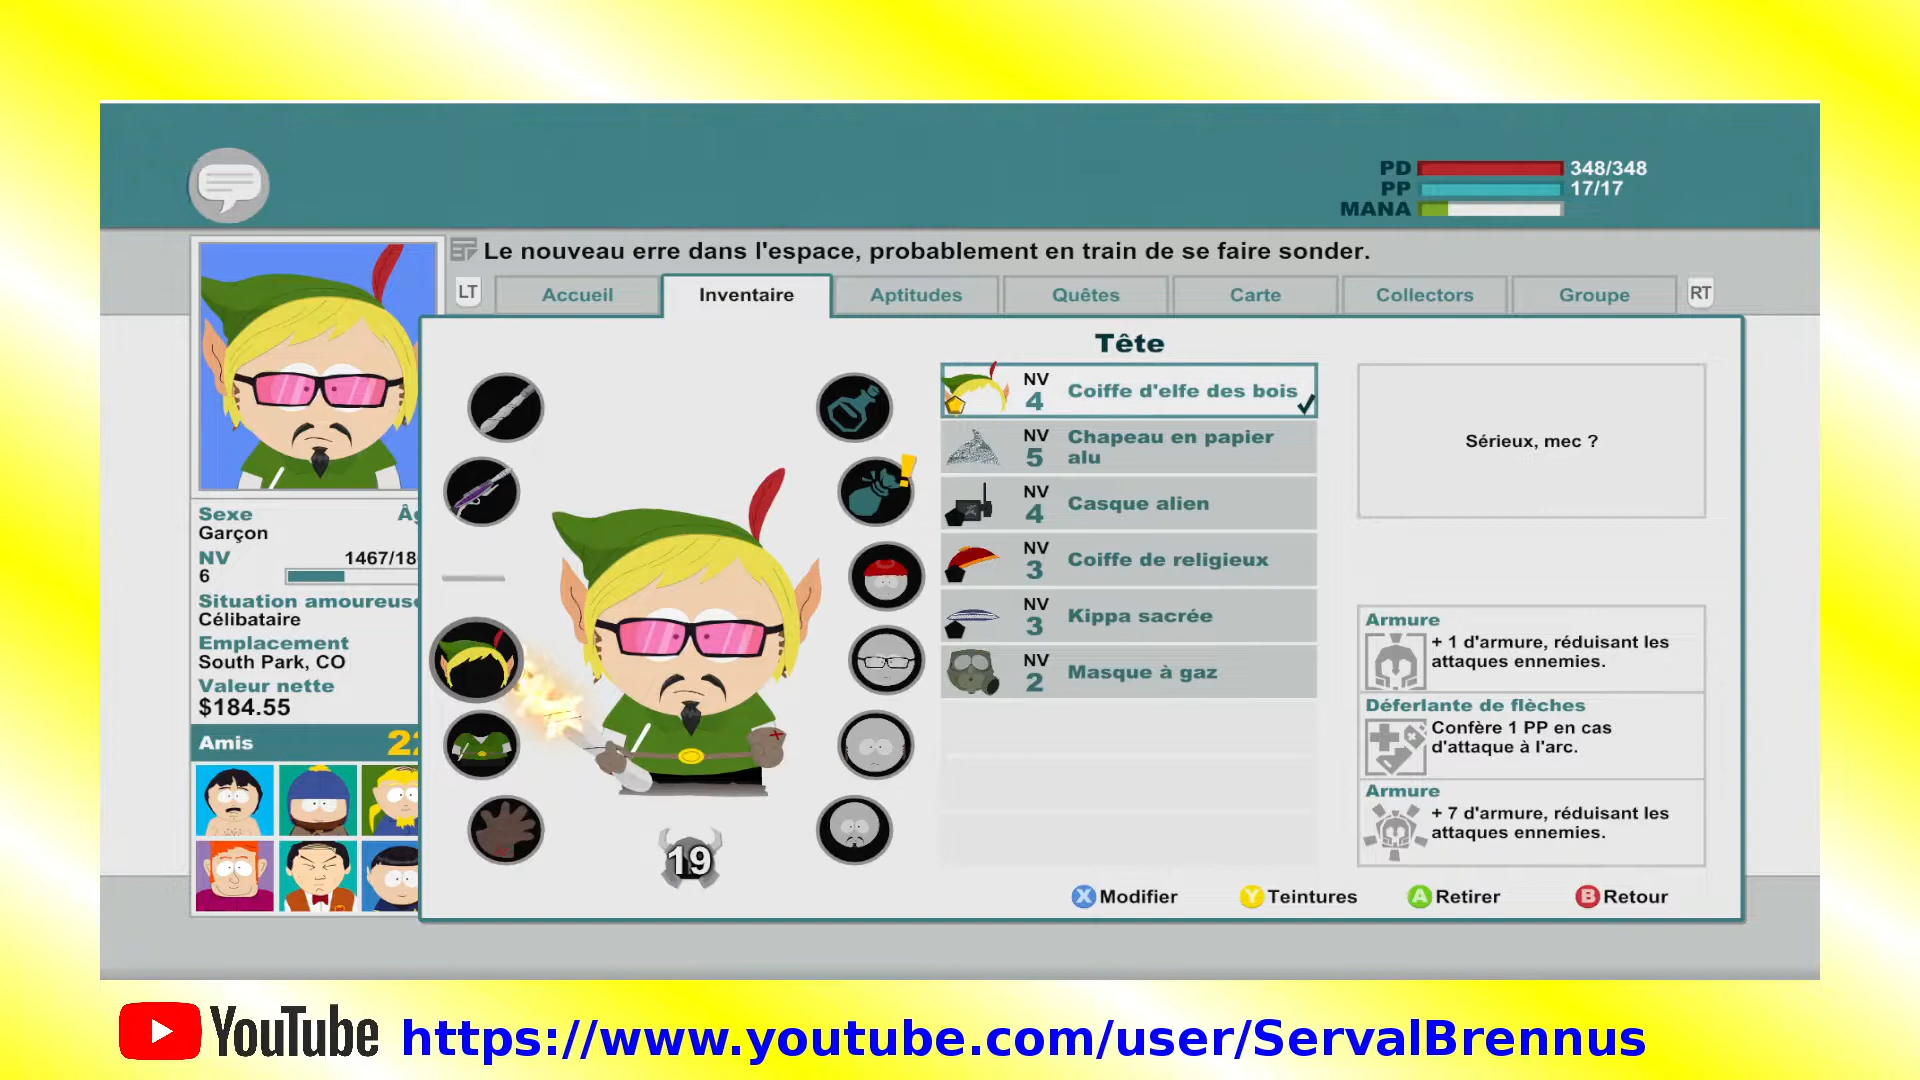 PD 348/348
PP 17/17
MANA
Le nouveau erre dans l'espace, probablement en train de se faire sonder.
LT Accueil Inventaire Aptitudes Quêtes Carte Collectors Groupe RT
Sexe
Garçon
NV 1467/18
6
Situation amoureuse
Célibataire
Emplacement
South Park, CO
Valeur nette
$184.55
Amis
19
Tête
NV 4 Coiffe d'elfe des bois
NV 5 Chapeau en papier
alu
NV 4 Casque alien
NV 3 Coiffe de religieux
NV 3 Kippa sacrée
NV 2 Masque à gaz
Sérieux, mec ?
Armure
+ 1 d'armure, réduisant les
attaques ennemies.
Déferlante de flèches
Confère 1 PP en cas
d'attaque à l'arc.
Armure
+ 7 d'armure, réduisant les
attaques ennemies.
X Modifier Y Teintures A Retirer B Retour
YouTube https://www.youtube.com/user/ServalBrennus